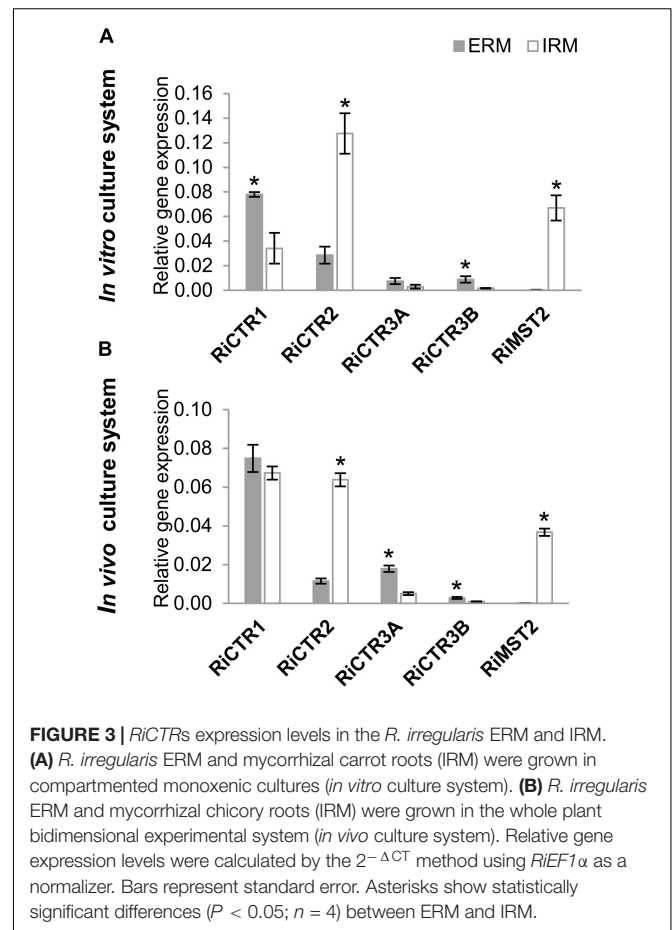 A
ERM IRM
In vitro culture system
Relative gene expression
0.16
0.14
0.12
0.10
0.08
0.06
0.04
0.02
0.00
* * * *
RiCTR1 RiCTR2 RiCTR3A RiCTR3B RiMST2
B
In vivo culture system
Relative gene expression
0.10
0.08
0.06
0.04
0.02
0.00
* * * *
RiCTR1 RiCTR2 RiCTR3A RiCTR3B RiMST2
FIGURE 3 | RiCTRs expression levels in the R. irregularis ERM and IRM.
(A) R. irregularis ERM and mycorrhizal carrot roots (IRM) were grown in
compartmented monoxenic cultures (in vitro culture system). (B) R. irregularis
ERM and mycorrhizal chicory roots (IRM) were grown in the whole plant
bidimensional experimental system (in vivo culture system). Relative gene
expression levels were calculated by the 2−ΔCT method using RiEF1α as a
normalizer. Bars represent standard error. Asterisks show statistically
significant differences (P < 0.05; n = 4) between ERM and IRM.